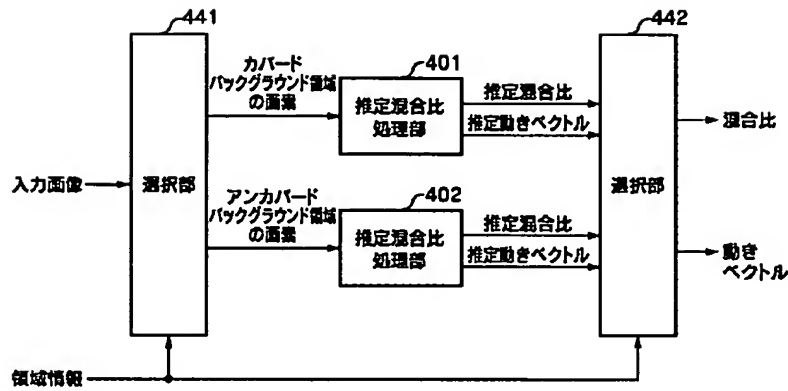 441
442
カバード
バックグラウンド領域
の画素
401
推定混合比
処理部
推定混合比
推定動きベクトル
混合比
入力画像
選択部
選択部
アンカバード
バックグラウンド領域
の画素
402
推定混合比
処理部
推定混合比
推定動きベクトル
動き
ベクトル
領域情報